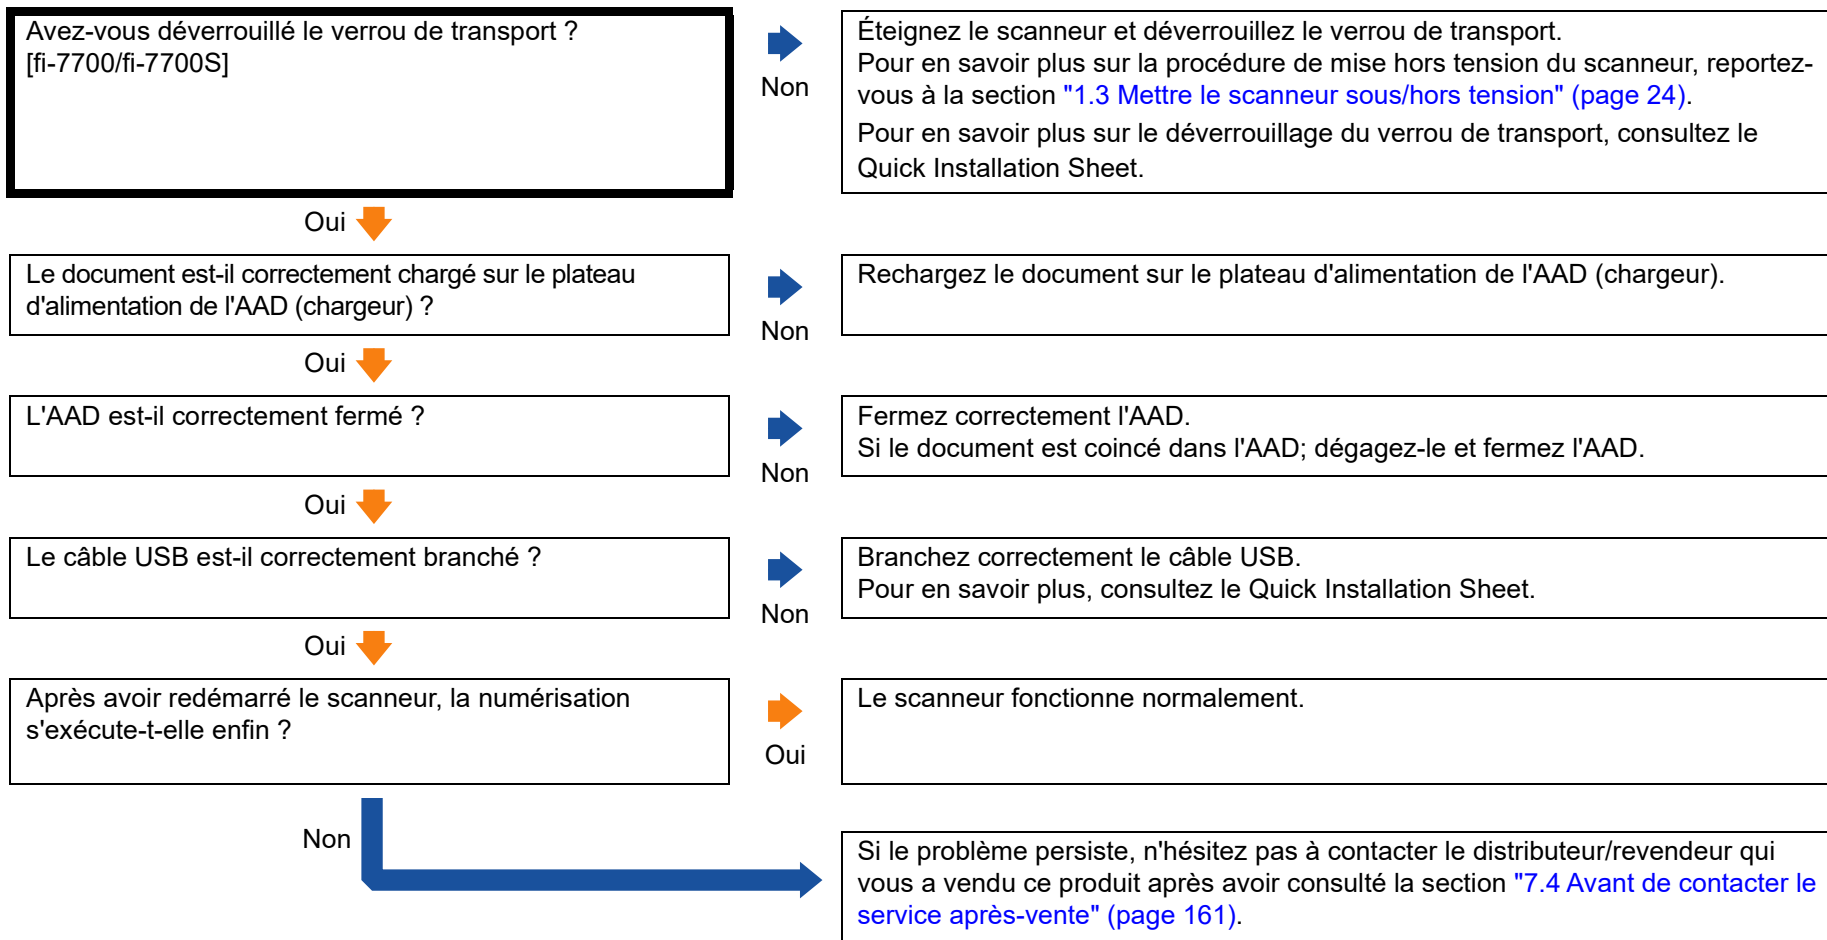 Avez-vous déverrouillé le verrou de transport ?
[fi-7700/fi-7700S]
Non
Éteignez le scanneur et déverrouillez le verrou de transport.
Pour en savoir plus sur la procédure de mise hors tension du scanneur, reportez-
vous à la section "1.3 Mettre le scanneur sous/hors tension" (page 24).
Pour en savoir plus sur le déverrouillage du verrou de transport, consultez le
Quick Installation Sheet.
Oui
Le document est-il correctement chargé sur le plateau
d'alimentation de l'AAD (chargeur) ?
Non
Rechargez le document sur le plateau d'alimentation de l'AAD (chargeur).
Oui
L'AAD est-il correctement fermé ?
Non
Fermez correctement l'AAD.
Si le document est coincé dans l'AAD; dégagez-le et fermez l'AAD.
Oui
Le câble USB est-il correctement branché ?
Non
Branchez correctement le câble USB.
Pour en savoir plus, consultez le Quick Installation Sheet.
Oui
Après avoir redémarré le scanneur, la numérisation
s'exécute-t-elle enfin ?
Oui
Le scanneur fonctionne normalement.
Non
Si le problème persiste, n'hésitez pas à contacter le distributeur/revendeur qui
vous a vendu ce produit après avoir consulté la section "7.4 Avant de contacter le
service après-vente" (page 161).